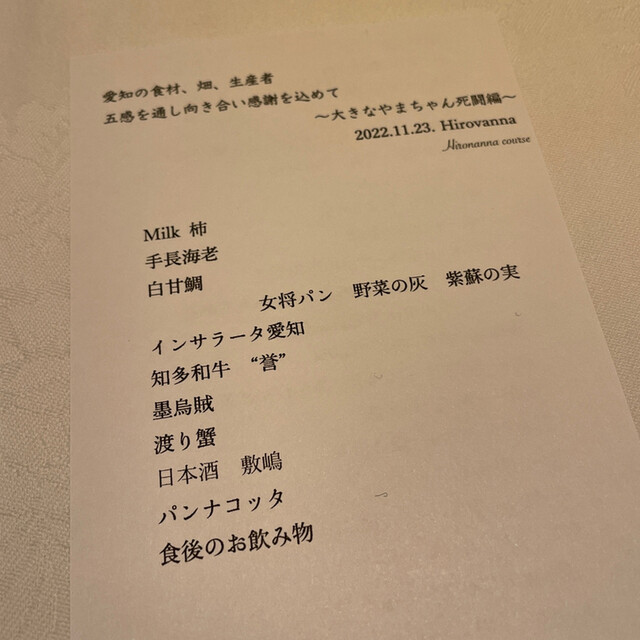 愛知の食材、畑、生産者
五感を通し向き合い感謝を込めて
～大きなやまちゃん死闘編～
2022.11.23. Hirovanna
Hironanna course
Milk 柿
手長海老
白甘鯛
女将パン　野菜の灰　紫蘇の実
インサラータ愛知
知多和牛　“誉”
墨烏賊
渡り蟹
日本酒　敷嶋
パンナコッタ
食後のお飲み物